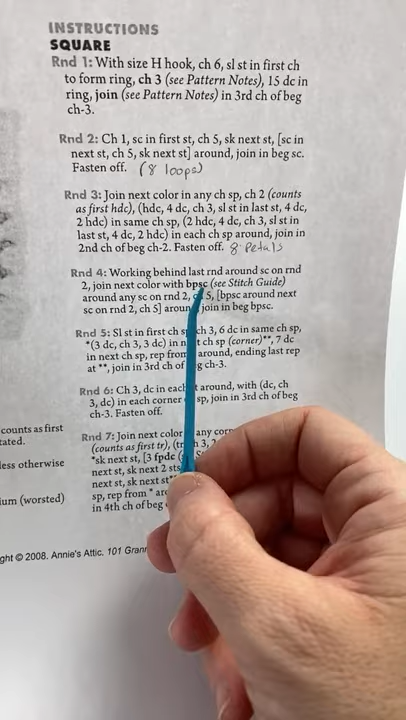 INSTRUCTIONS
SQUARE
Rnd 1: With size H hook, ch 6, sl st in first ch
to form ring, ch 3 (see Pattern Notes), 15 dc in
ring, join (see Pattern Notes) in 3rd ch of beg
ch-3.
Rnd 2: Ch 1, sc in first st, ch 5, sk next st, [sc in
next st, ch 5, sk next st] around, join in beg sc.
Fasten off. (8 loops)
Rnd 3: Join next color in any ch sp, ch 2 (counts
as first hdc), (hdc, 4 dc, ch 3, sl st in last st, 4 dc,
2 hdc) in same ch sp, (2 hdc, 4 dc, ch 3, sl st in
last st, 4 dc, 2 hdc) in each ch sp around, join in
2nd ch of beg ch-2. Fasten off. 8 Petals
Rnd 4: Working behind last rnd around sc on rnd
2, join next color with bpsc (see Stitch Guide)
around any sc on rnd 2, 5, [bpsc around next
sc on rnd 2, ch 5] around join in beg bpsc.
Rnd 5: Sl st in first ch ch 3, 6 dc in same ch sp,
*(3 dc, ch 3, 3 dc) in ch sp (corner)**, 7 dc
in next ch sp, rep from around, ending last rep
at **, join in 3rd ch of ch-3.
Rnd 6: Ch 3, dc in each around, with (dc, ch
3, dc) in each corner sp, join in 3rd ch of beg
ch-3. Fasten off.
counts as first
tated.
less otherwise
ium (worsted)
Rnd 7: Join next color any
(counts as first tr), 3, 2
*sk next st, [3 fpdc
next st, sk next 2 sts
next st, sk next
sp, rep from *
in 4th ch of beg
ght © 2008. Annie's Attic. 101